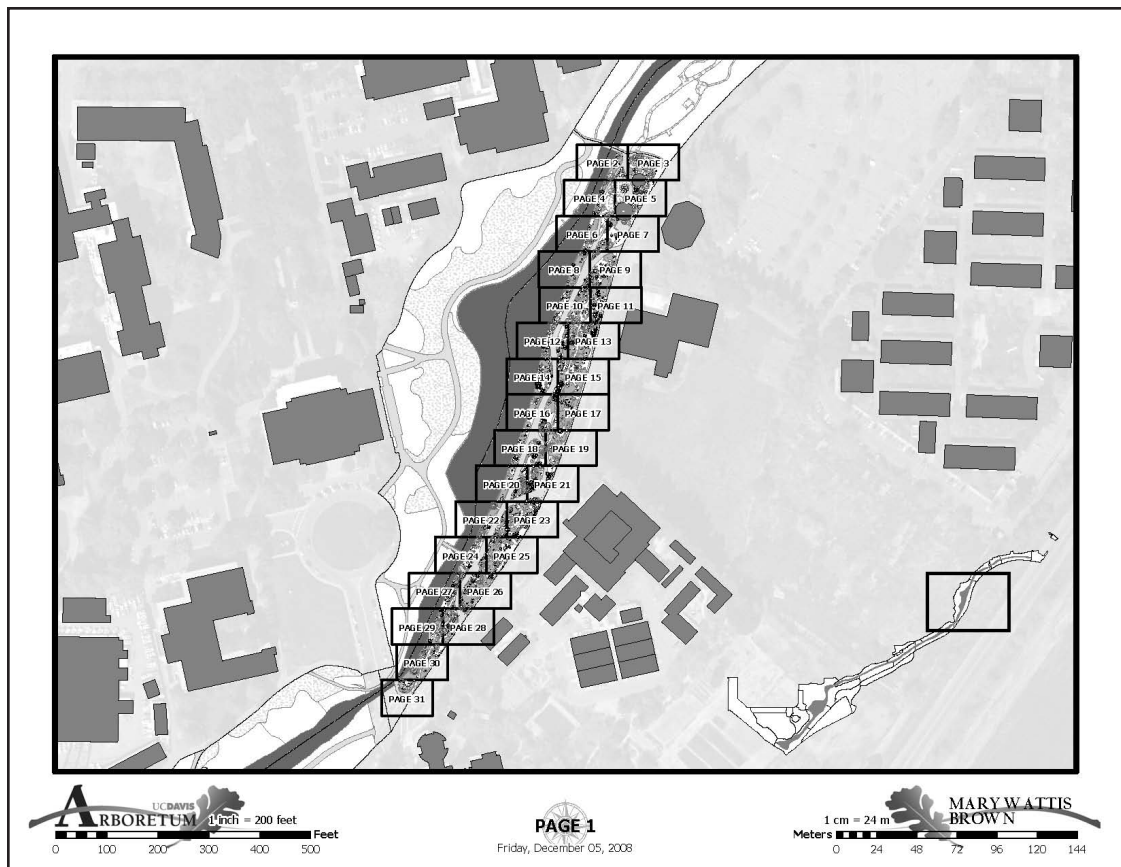 PAGE 2 PAGE 3
PAGE 4 PAGE 5
PAGE 6 PAGE 7
PAGE 8 PAGE 9
PAGE 10 PAGE 11
PAGE 12 PAGE 13
PAGE 14 PAGE 15
PAGE 16 PAGE 17
PAGE 18 PAGE 19
PAGE 20 PAGE 21
PAGE 22 PAGE 23
PAGE 24 PAGE 25
PAGE 27 PAGE 26
PAGE 29 PAGE 28
PAGE 30
PAGE 31
UCDAVIS
ARBORETUM
1 inch = 200 feet
Feet
0 100 200 300 400 500
PAGE 1
Friday, December 05, 2008
MARY WATTIS
BROWN
1 cm = 24 m
Meters
0 24 48 72 96 120 144